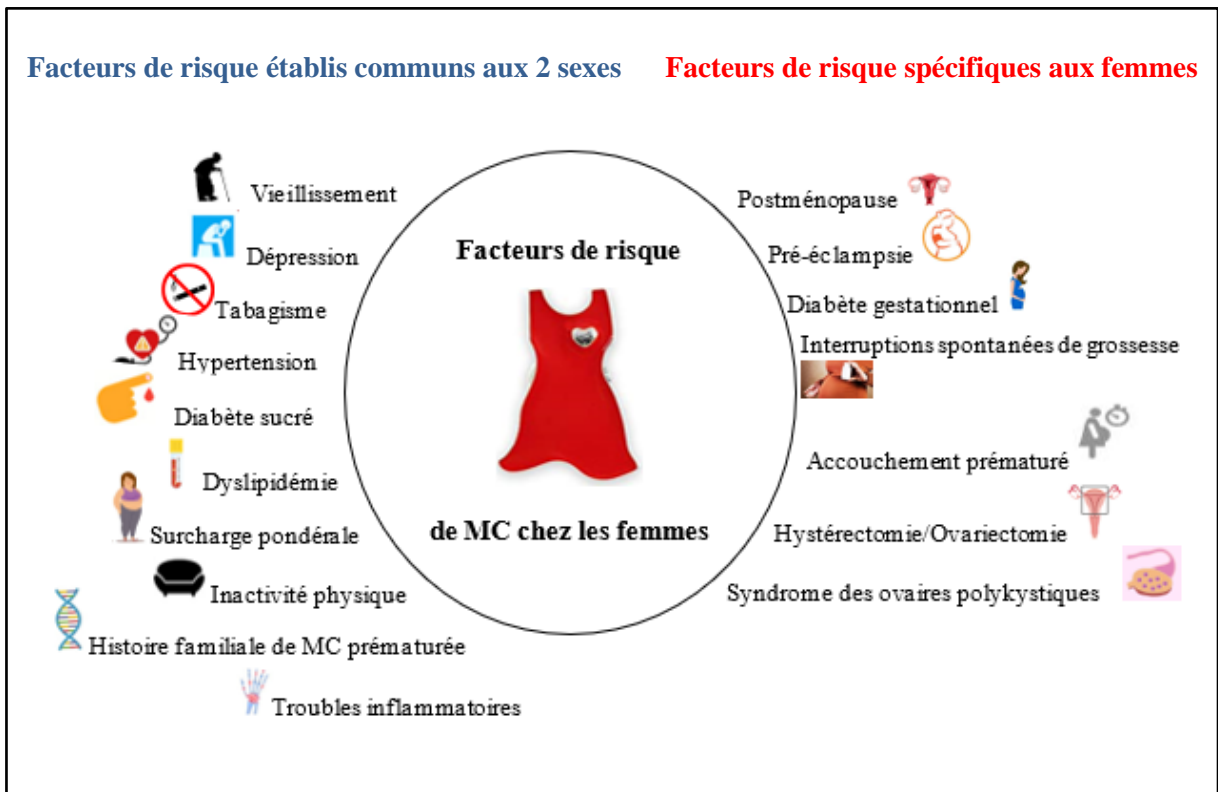 Facteurs de risque établis communs aux 2 sexes
Facteurs de risque spécifiques aux femmes
Vieillissement
Dépression
Tabagisme
Hypertension
Diabète sucré
Dyslipidémie
Surcharge pondérale
Inactivité physique
Histoire familiale de MC prématurée
Troubles inflammatoires
Facteurs de risque
de MC chez les femmes
Postménopause
Pré-éclampsie
Diabète gestationnel
Interruptions spontanées de grossesse
Accouchement prématuré
Hystérectomie/Ovariectomie
Syndrome des ovaires polykystiques